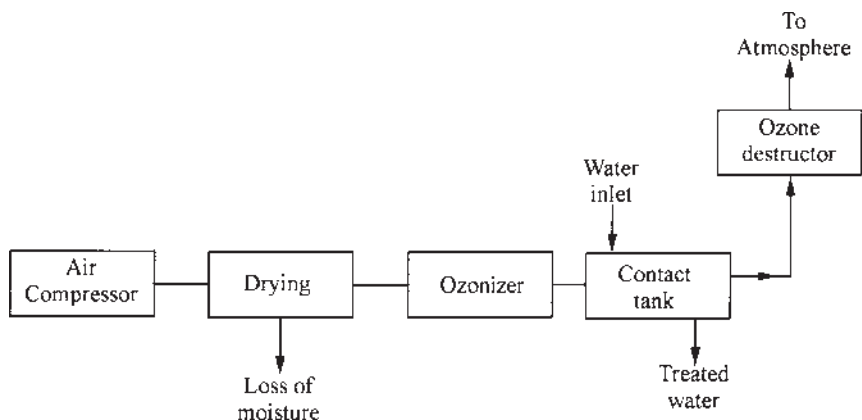 To
Atmosphere
Ozone
destructor
Water
inlet
Air
Compressor
Drying
Ozonizer
Contact
tank
Loss of
moisture
Treated
water